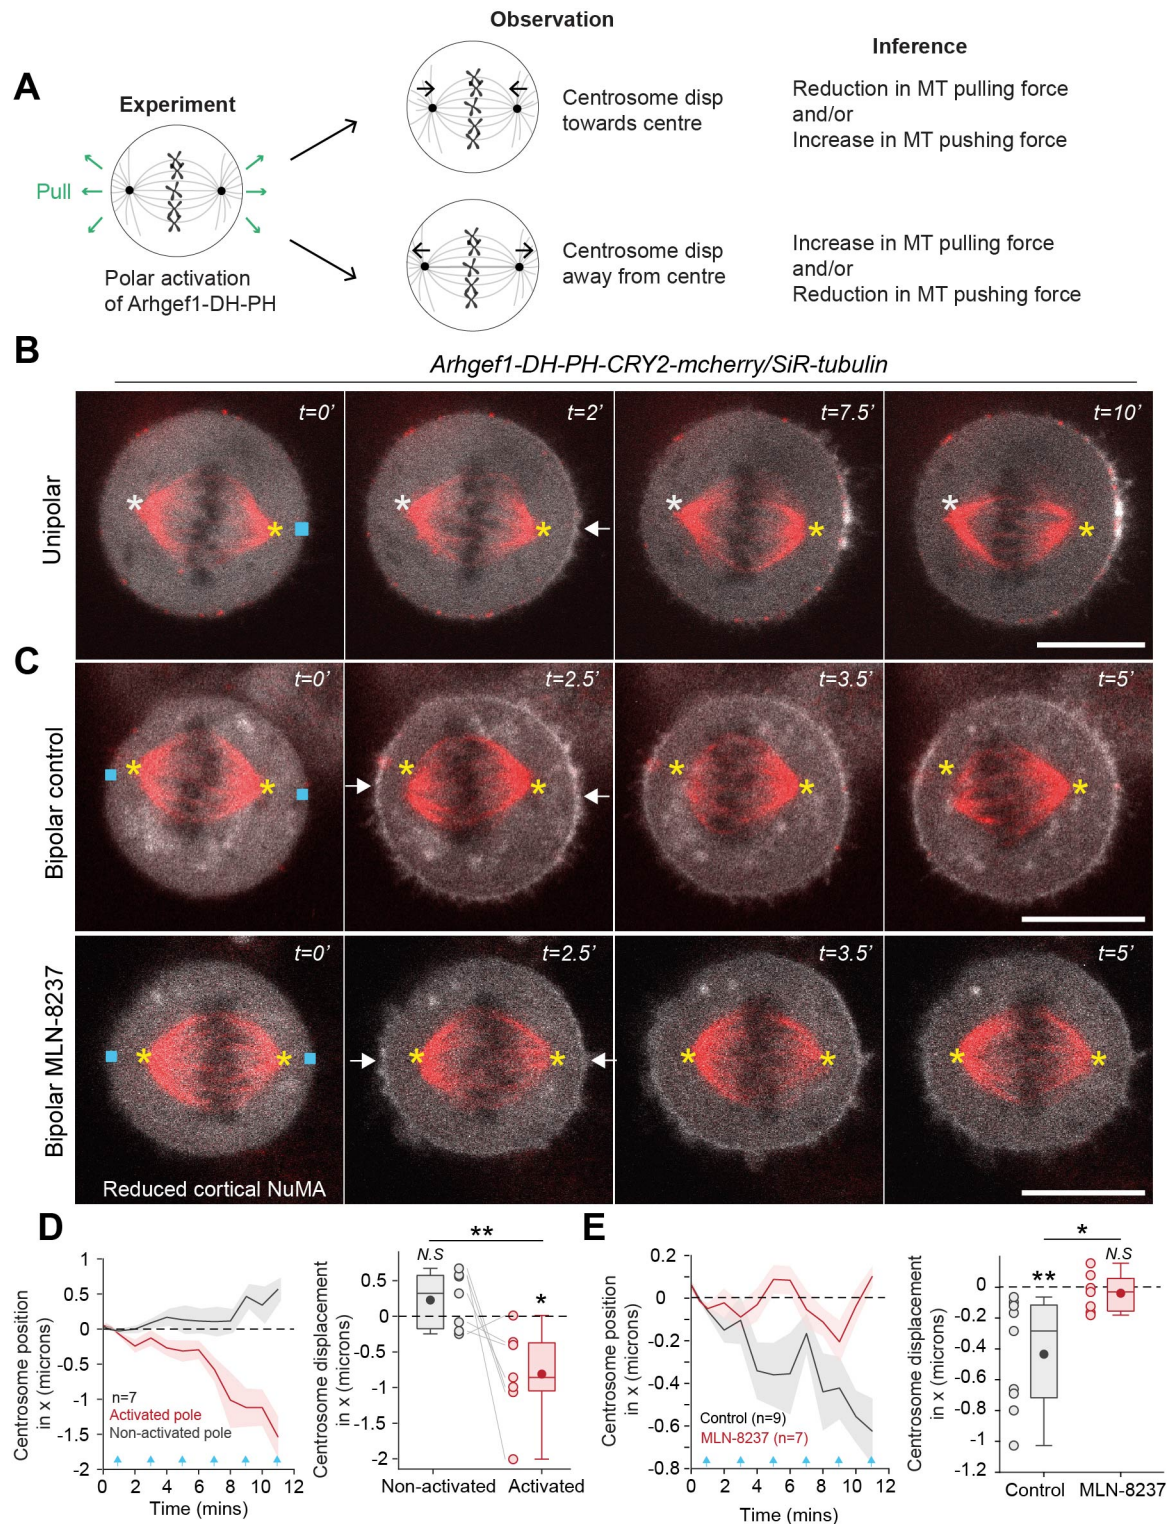 Observation
A
Experiment
Inference
Pull
Polar activation
of Arhgef1-DH-PH
Centrosome disp
towards centre
Reduction in MT pulling force
and/or
Increase in MT pushing force
Centrosome disp
away from centre
Increase in MT pulling force
and/or
Reduction in MT pushing force
B
Arhgef1-DH-PH-CRY2-mcherry/SiR-tubulin
Unipolar
t=0’
t=2’
t=7.5’
t=10’
*
*
*
*
*
*
*
*
C
Bipolar control
t=0’
t=2.5’
t=3.5’
t=5’
*
*
*
*
*
*
*
*
Bipolar MLN-8237
t=0’
t=2.5’
t=3.5’
t=5’
*
*
*
*
*
*
*
*
Reduced cortical NuMA
D
Centrosome position
in x (microns)
1
0.5
0
-0.5
-1
-1.5
-2
n=7
Activated pole
Non-activated pole
0 2 4 6 8 10 12
Time (mins)
Centrosome displacement
in x (microns)
**
N.S
*
0.5
0
-0.5
-1
-1.5
-2
Non-activated Activated
E
Centrosome position
in x (microns)
0.2
0
-0.2
-0.4
-0.6
-0.8
Control (n=9)
MLN-8237 (n=7)
0 2 4 6 8 10 12
Time (mins)
Centrosome displacement
in x (microns)
*
**
N.S
0
-0.2
-0.4
-0.6
-0.8
-1
-1.2
Control MLN-8237